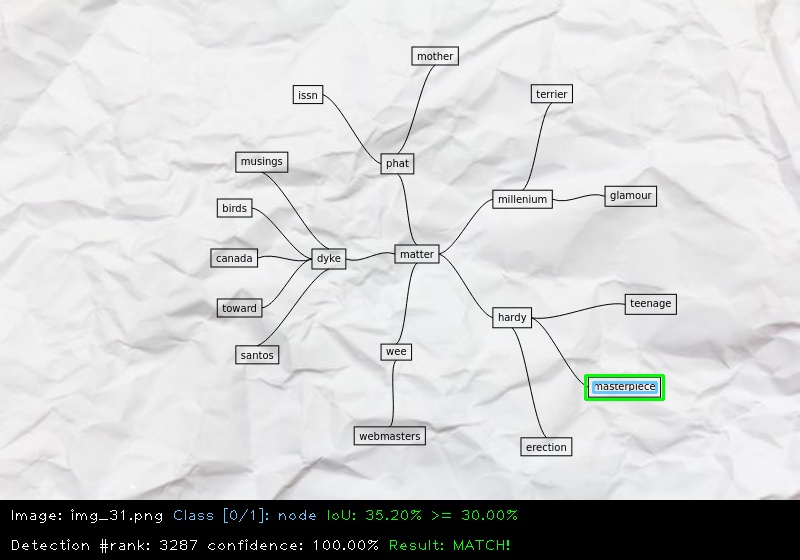 mother
issn
terrier
phat
musings
millenium
glamour
birds
canada
dyke
matter
toward
hardy
teenage
santos
wee
masterpiece
webmasters
erection
Image: img_31.png Class [0/1]: node IoU: 35.20% >= 30.00%
Detection #rank: 3287 confidence: 100.00% Result: MATCH!